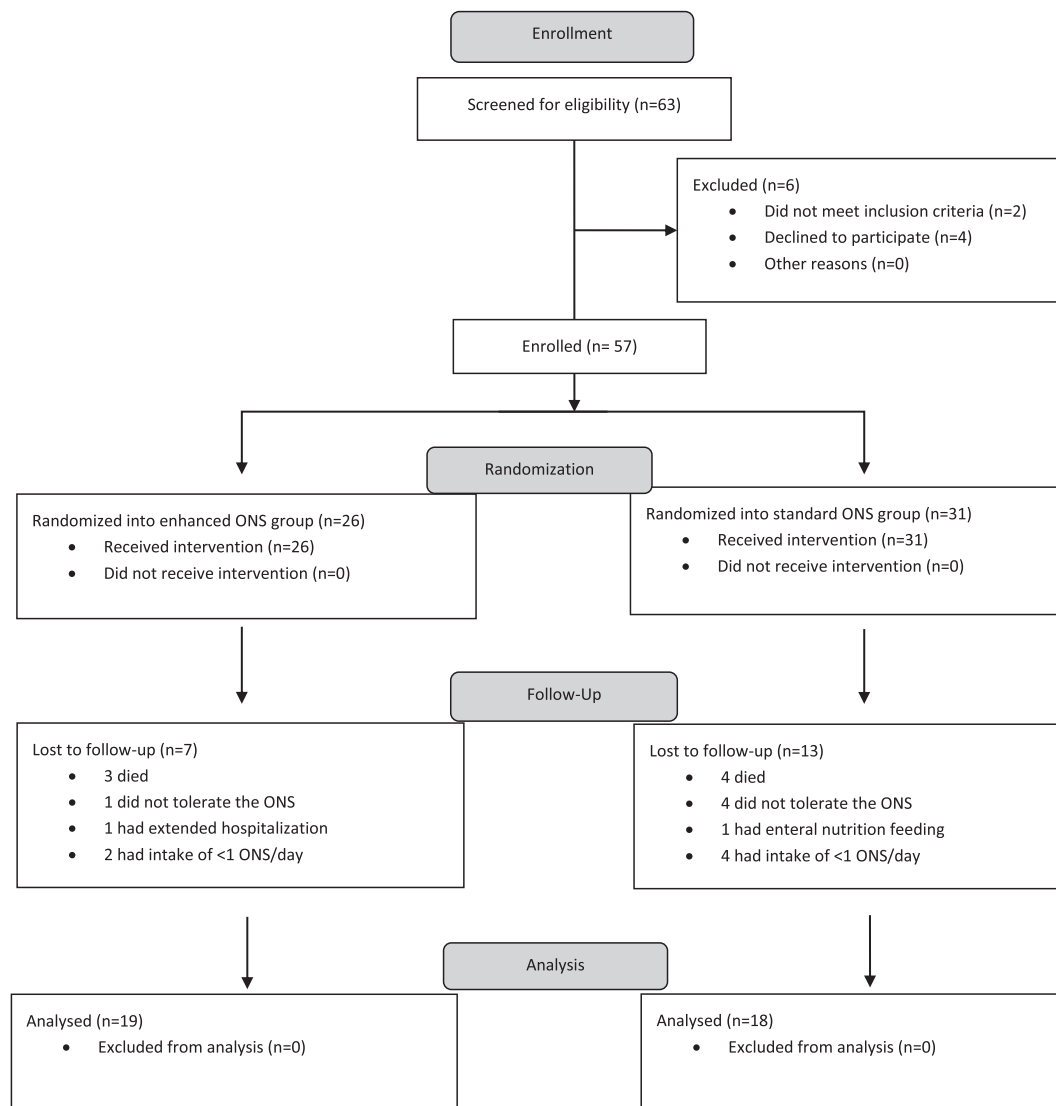 Enrollment
Screened for eligibility (n=63)
Excluded (n=6)
• Did not meet inclusion criteria (n=2)
• Declined to participate (n=4)
• Other reasons (n=0)
Enrolled (n= 57)
Randomization
Randomized into enhanced ONS group (n=26)
• Received intervention (n=26)
• Did not receive intervention (n=0)
Randomized into standard ONS group (n=31)
• Received intervention (n=31)
• Did not receive intervention (n=0)
Follow-Up
Lost to follow-up (n=7)
• 3 died
• 1 did not tolerate the ONS
• 1 had extended hospitalization
• 2 had intake of <1 ONS/day
Lost to follow-up (n=13)
• 4 died
• 4 did not tolerate the ONS
• 1 had enteral nutrition feeding
• 4 had intake of <1 ONS/day
Analysis
Analysed (n=19)
• Excluded from analysis (n=0)
Analysed (n=18)
• Excluded from analysis (n=0)